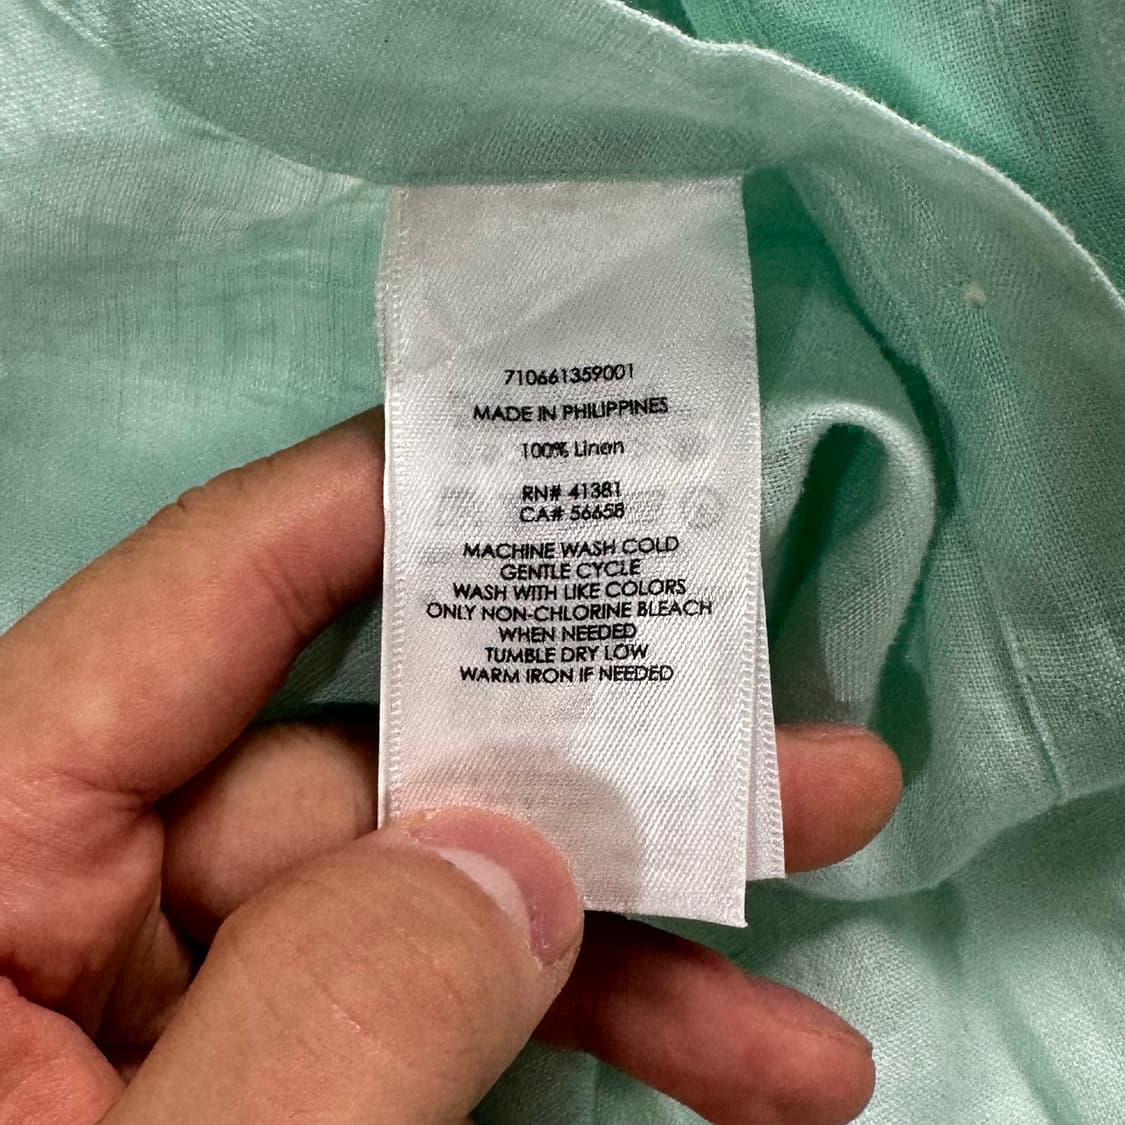 710661359001
MADE IN PHILIPPINES
100% Linen
RN# 41381
CA# 56658
MACHINE WASH COLD
GENTLE CYCLE
WASH WITH LIKE COLORS
ONLY NON-CHLORINE BLEACH
WHEN NEEDED
TUMBLE DRY LOW
WARM IRON IF NEEDED